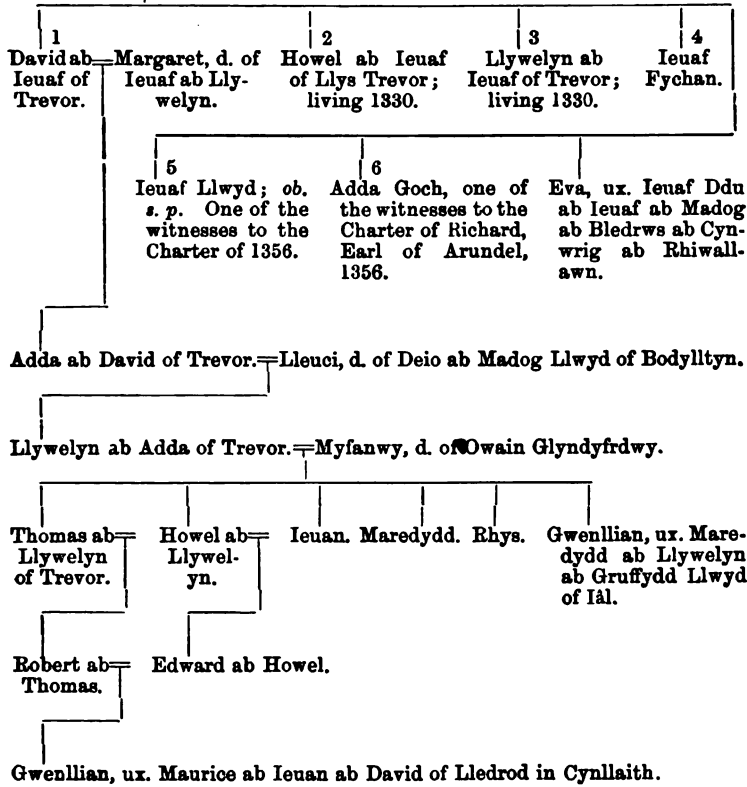 1
David ab = Margaret, d. of
Ieuaf of Ieuaf ab Lly-
Trevor. welyn.
2
Howel ab Ieuaf
of Llys Trevor;
living 1330.
3
Llywelyn ab
Ieuaf of Trevor;
living 1330.
4
Ieuaf
Fychan.
5
Ieuaf Llwyd; ob.
s. p. One of the
witnesses to the
Charter of 1356.
6
Adda Goch, one of
the witnesses to the
Charter of Richard,
Earl of Arundel,
1356.
Eva, ux. Ieuaf Ddu
ab Ieuaf ab Madog
ab Bledrws ab Cyn-
wrig ab Rhiwall-
awn.
Adda ab David of Trevor. = Lleuci, d. of Deio ab Madog Llwyd of Bodylltyn.
Llywelyn ab Adda of Trevor. = Myfanwy, d. of Owain Glyndyfrdwy.
Thomas ab =
Llywelyn
of Trevor.
Howel ab =
Llywel-
yn.
Ieuan. Maredydd. Rhys.
Gwenllian, ux. Mare-
dydd ab Llywelyn
ab Gruffydd Llwyd
of Iâl.
Robert ab =
Thomas.
Edward ab Howel.
Gwenllian, ux. Maurice ab Ieuan ab David of Lledrod in Cynllaith.